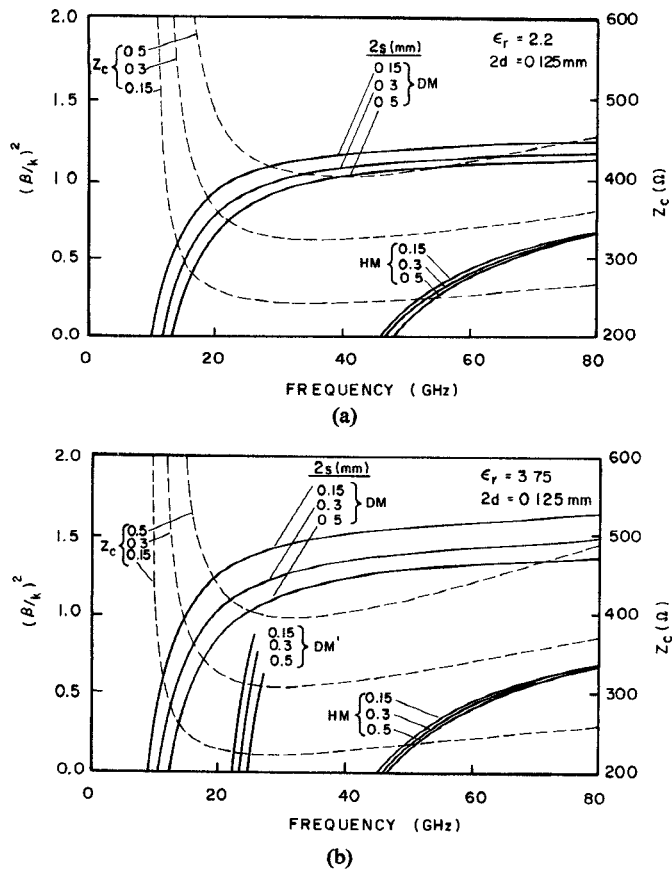 2.0
1.5
1.0
0.5
0.0
(β/k)²
Zc { 0 5
0.3
0.15
2s(mm)
0 15
0 3
0 5 } DM
ϵr = 2.2
2d = 0 125 mm
HM { 0.15
0.3
0.5
600
500
400
300
200
Zc (Ω)
0 20 40 60 80
FREQUENCY (GHz)
(a)
2.0
1.5
1.0
0.5
0.0
(β/k)²
Zc { 0.5
0.3
0.15
2s(mm)
0.15
0.3
0 5 } DM
ϵr = 3 75
2d = 0 125 mm
0.15
0.3
0.5 } DM'
HM { 0.15
0.3
0.5
600
500
400
300
200
Zc (Ω)
0 20 40 60 80
FREQUENCY (GHz)
(b)